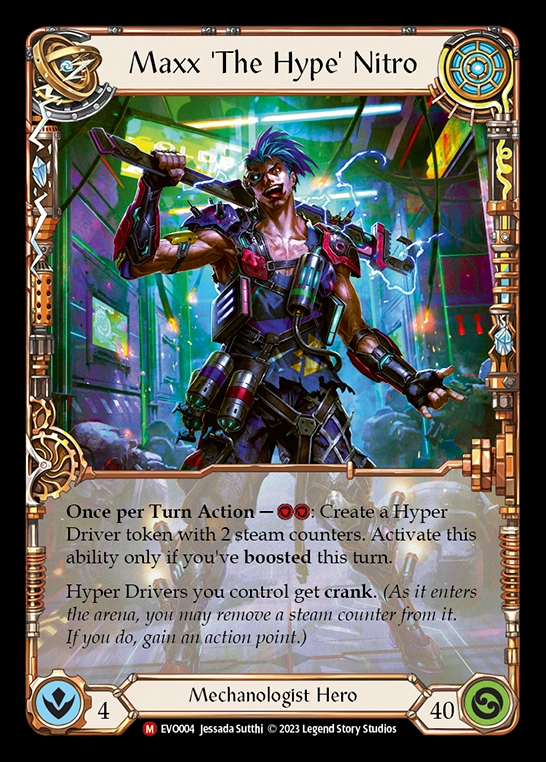 Maxx 'The Hype' Nitro
Once per Turn Action — : Create a Hyper
Driver token with 2 steam counters. Activate this
ability only if you've boosted this turn.
Hyper Drivers you control get crank. (As it enters
the arena, you may remove a steam counter from it.
If you do, gain an action point.)
Mechanologist Hero
4
40
M EVO004 Jessada Sutthi © 2023 Legend Story Studios